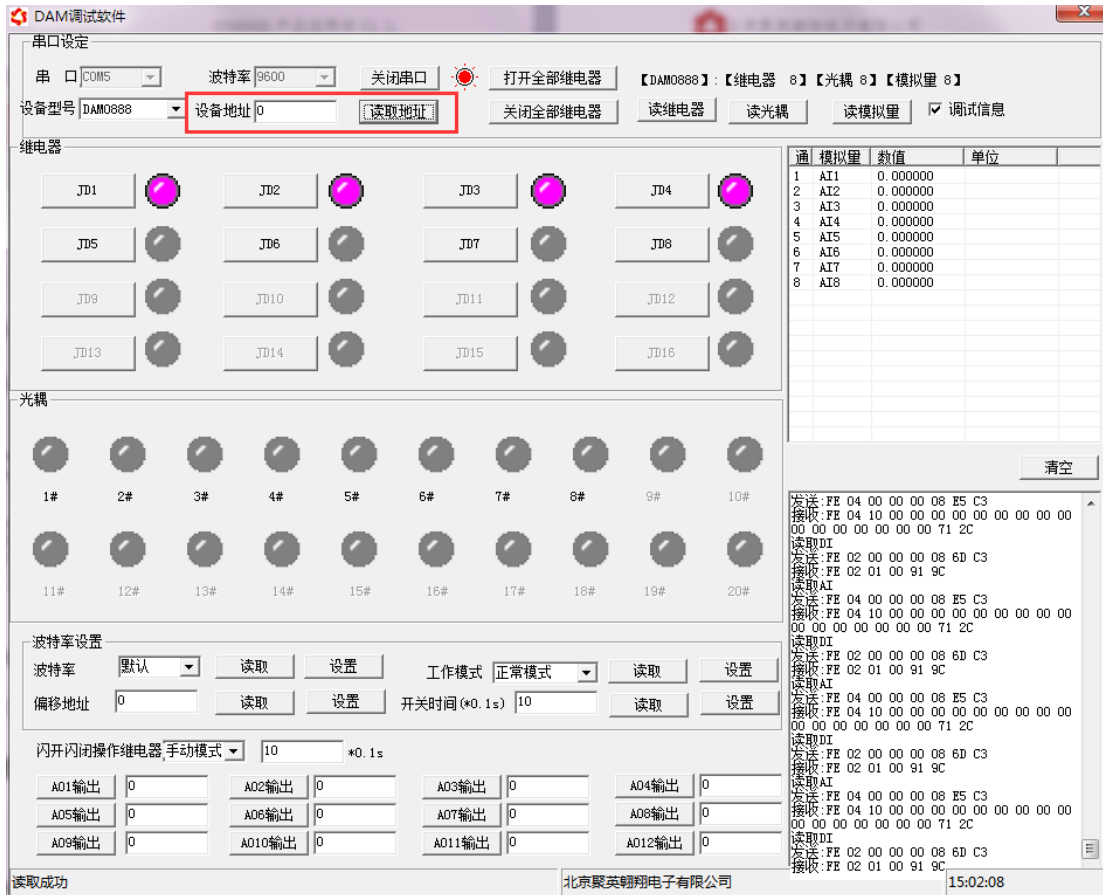 DAM调试软件
串口设定
串 口 COM5 波特率 9600 关闭串口 打开全部继电器 【DAM0888】:【继电器 8】【光耦 8】【模拟量 8】
设备型号 DAM0888 设备地址 0 读取地址 关闭全部继电器 读继电器 读光耦 读模拟量 调试信息
继电器
JD1 JD2 JD3 JD4
JD5 JD6 JD7 JD8
JD9 JD10 JD11 JD12
JD13 JD14 JD15 JD16
通 模拟量 数值 单位
1 AI1 0.000000
2 AI2 0.000000
3 AI3 0.000000
4 AI4 0.000000
5 AI5 0.000000
6 AI6 0.000000
7 AI7 0.000000
8 AI8 0.000000
光耦
1# 2# 3# 4# 5# 6# 7# 8# 9# 10#
11# 12# 13# 14# 15# 16# 17# 18# 19# 20#
清空
发送:FE 04 00 00 00 08 E5 C3
接收:FE 04 10 00 00 00 00 00 00 00 00 00
00 00 00 00 00 00 00 71 2C
读取DI
发送:FE 02 00 00 00 08 6D C3
接收:FE 02 01 00 91 9C
读取AI
发送:FE 04 00 00 00 08 E5 C3
接收:FE 04 10 00 00 00 00 00 00 00 00 00
00 00 00 00 00 00 00 71 2C
读取DI
发送:FE 02 00 00 00 08 6D C3
接收:FE 02 01 00 91 9C
读取AI
发送:FE 04 00 00 00 08 E5 C3
接收:FE 04 10 00 00 00 00 00 00 00 00 00
00 00 00 00 00 00 00 71 2C
读取DI
发送:FE 02 00 00 00 08 6D C3
接收:FE 02 01 00 91 9C
读取AI
发送:FE 04 00 00 00 08 E5 C3
接收:FE 04 10 00 00 00 00 00 00 00 00 00
00 00 00 00 00 00 00 71 2C
读取DI
发送:FE 02 00 00 00 08 6D C3
接收:FE 02 01 00 91 9C
波特率设置
波特率 默认 读取 设置 工作模式 正常模式 读取 设置
偏移地址 0 读取 设置 开关时间(*0.1s) 10 读取 设置
闪开闪闭操作继电器 手动模式 10 *0.1s
AO1输出 0 AO2输出 0 AO3输出 0 AO4输出 0
AO5输出 0 AO6输出 0 AO7输出 0 AO8输出 0
AO9输出 0 AO10输出 0 AO11输出 0 AO12输出 0
读取成功 北京聚英翱翔电子有限公司 15:02:08